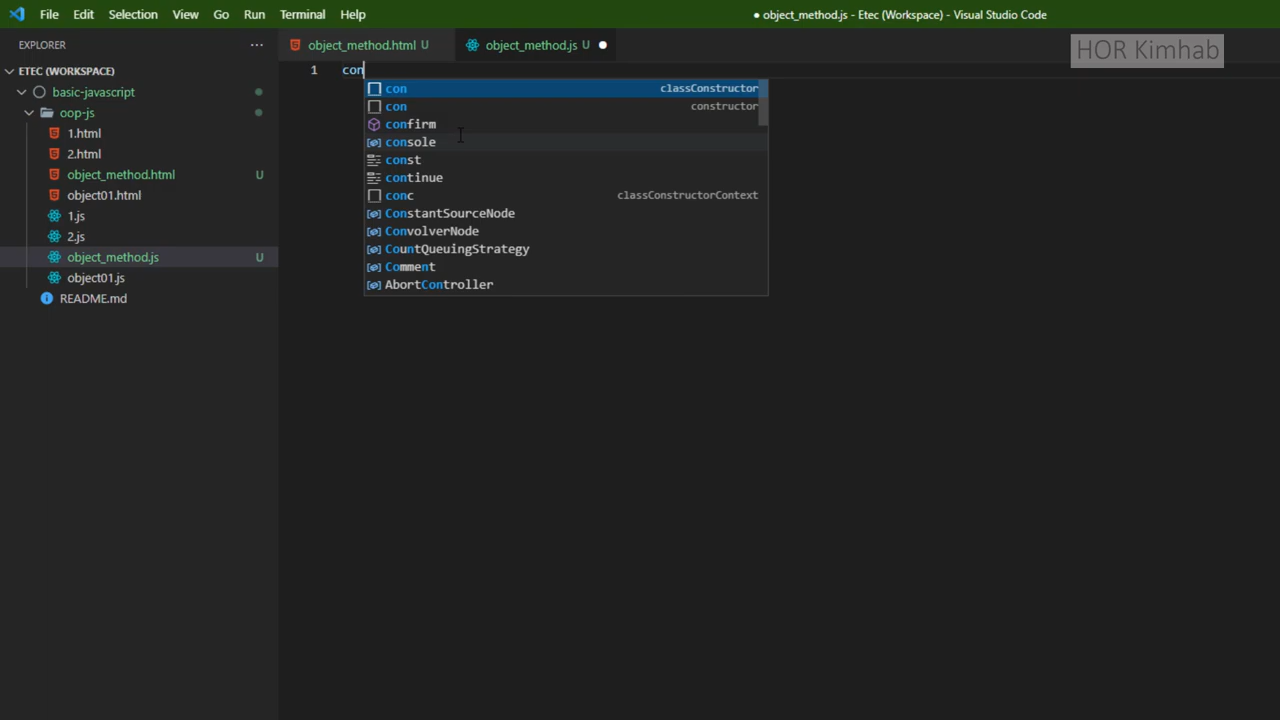 File Edit Selection View Go Run Terminal Help
● object_method.js - Etec (Workspace) - Visual Studio Code
EXPLORER ···
object_method.html U
object_method.js U
HOR Kimhab
ETEC (WORKSPACE)
basic-javascript
oop-js
1.html
2.html
object_method.html U
object01.html
1.js
2.js
object_method.js U
object01.js
README.md
1 con
con classConstructor
con constructor
confirm
console
const
continue
conc classConstructorContext
ConstantSourceNode
ConvolverNode
CountQueuingStrategy
Comment
AbortController